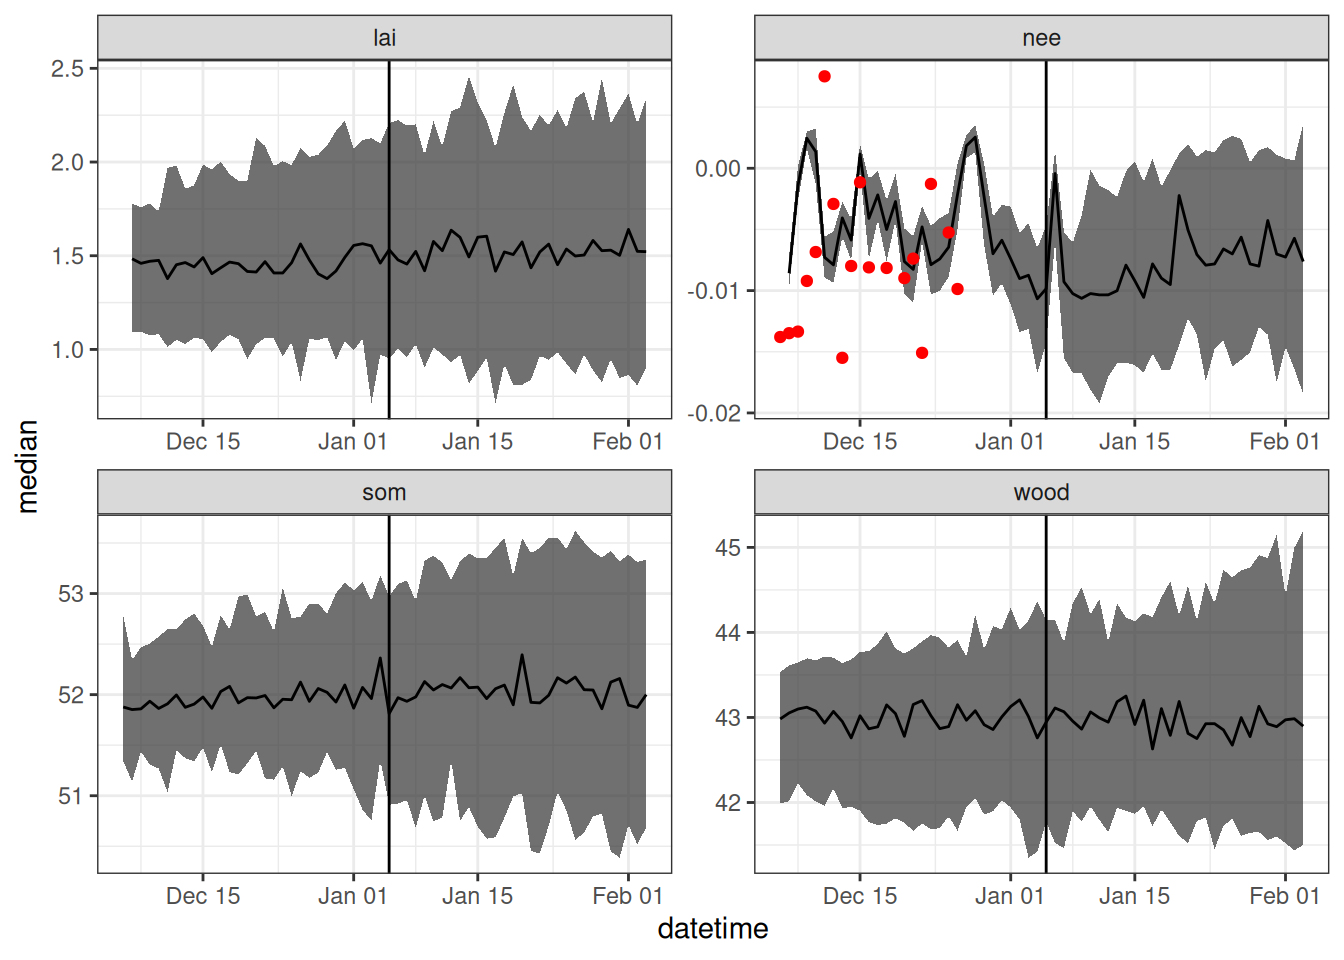 lai
nee
2.5
2.0
1.5
1.0
0.00
-0.01
-0.02
Dec 15
Jan 01
Jan 15
Feb 01
Dec 15
Jan 01
Jan 15
Feb 01
median
som
wood
53
52
51
45
44
43
42
Dec 15
Jan 01
Jan 15
Feb 01
Dec 15
Jan 01
Jan 15
Feb 01
datetime